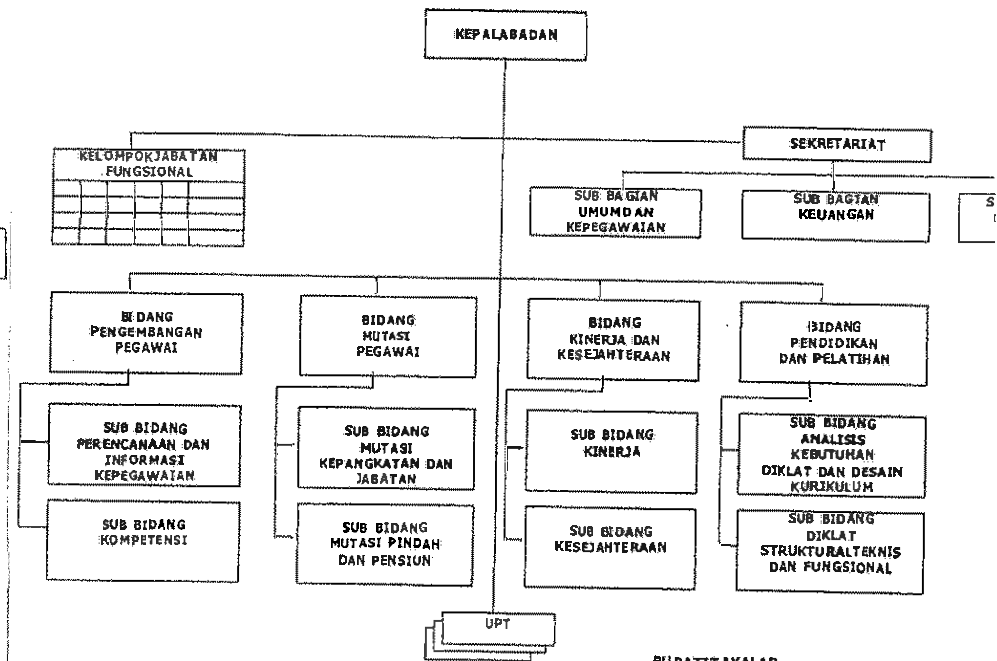 KEPALABADAN
SEKRETARIAT
KELOMPOKJABATAN
FUNGSIONAL
SUB BAGIAN
UMUMDAN
KEPEGAWAIAN
SUB BAGIAN
KEUANGAN
S
BIDANG
PENGEMBANGAN
PEGAWAI
BIDANG
MUTASI
PEGAWAI
BIDANG
KINERJA DAN
KESEJAHTERAAN
BIDANG
PENDIDIKAN
DAN PELATIHAN
SUB BIDANG
PERENCANAAN DAN
INFORMASI
KEPEGAWAIAN
SUB BIDANG
MUTASI
KEPANGKATAN DAN
JABATAN
SUB BIDANG
KINERJA
SUB BIDANG
ANALISIS
KEBUTUHAN
DIKLAT DAN DESAIN
KURIKULUM
SUB BIDANG
KOMPETENSI
SUB BIDANG
MUTASI PINDAH
DAN PENSIUN
SUB BIDANG
KESEJAHTERAAN
SUB BIDANG
DIKLAT
STRUKTURALTEKNIS
DAN FUNGSIONAL
UPT